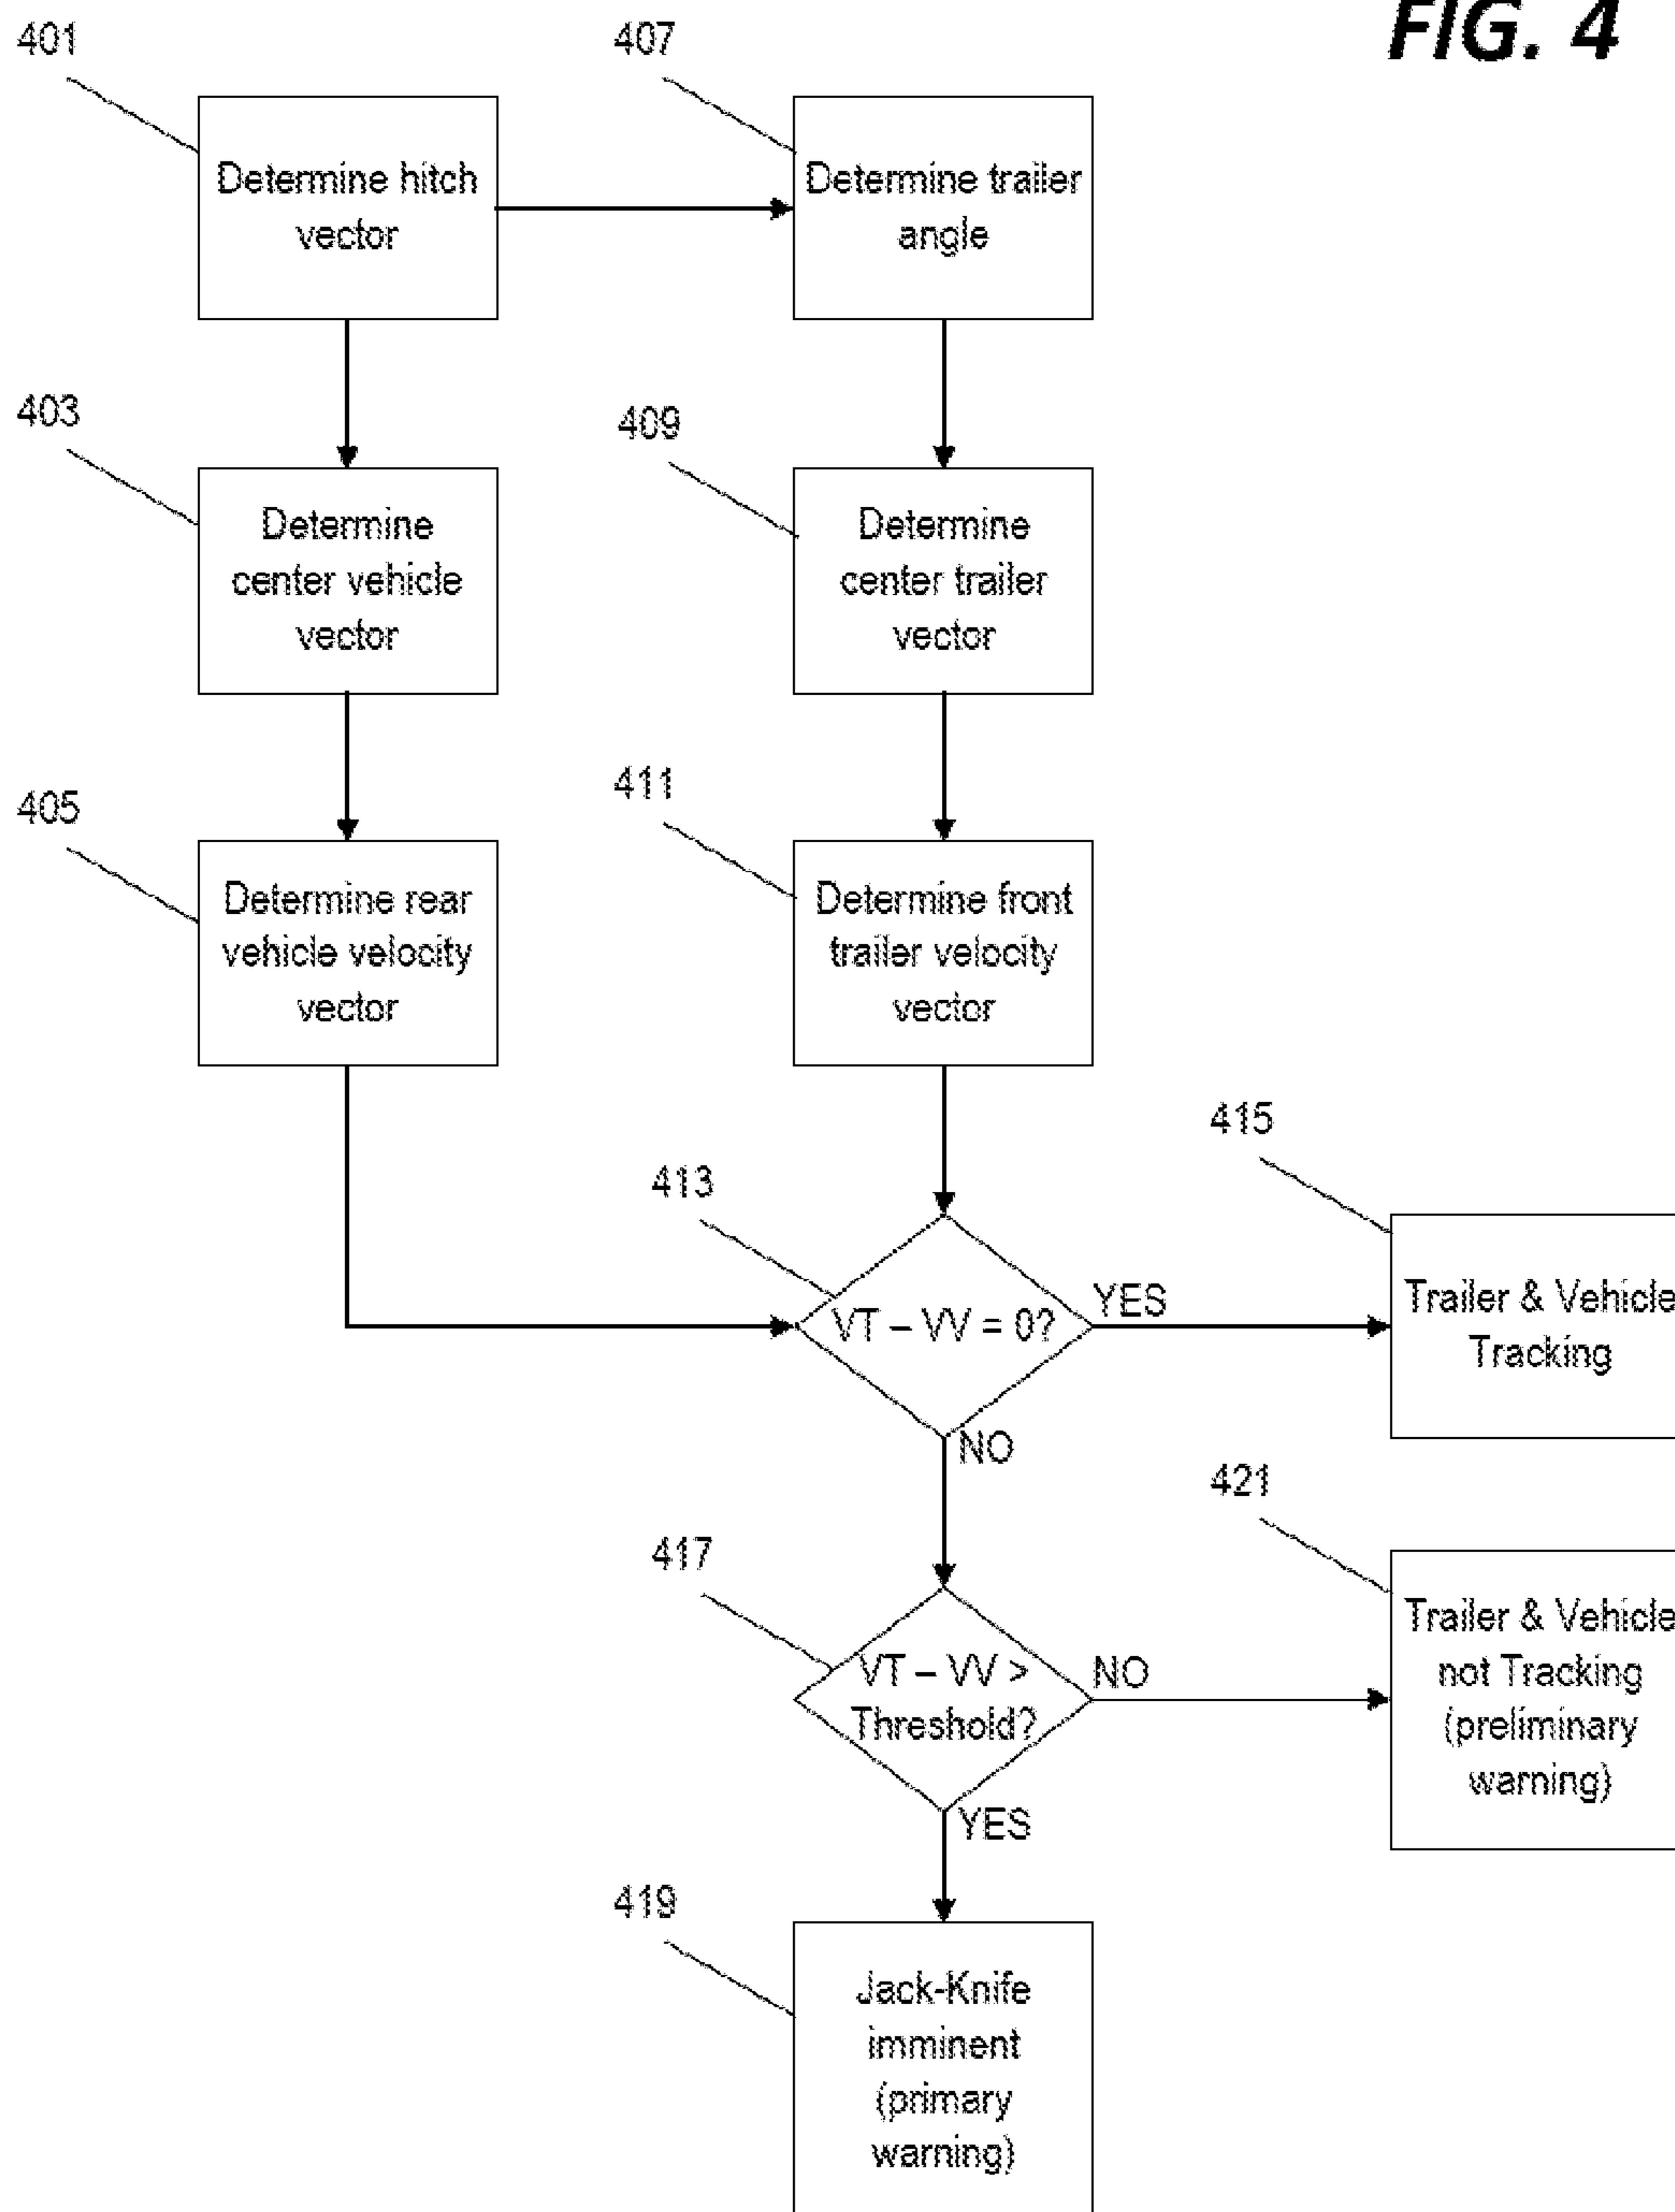 FIG. 4
401
407
Determine hitch
vector
Determine trailer
angle
403
409
Determine
center vehicle
vector
Determine
center trailer
vector
405
411
Determine rear
vehicle velocity
vector
Determine front
trailer velocity
vector
413
415
VT – VV = 0?
YES
Trailer & Vehicle
Tracking
NO
417
421
VT – VV >
Threshold?
NO
Trailer & Vehicle
not Tracking
(preliminary
warning)
YES
419
Jack-Knife
imminent
(primary
warning)